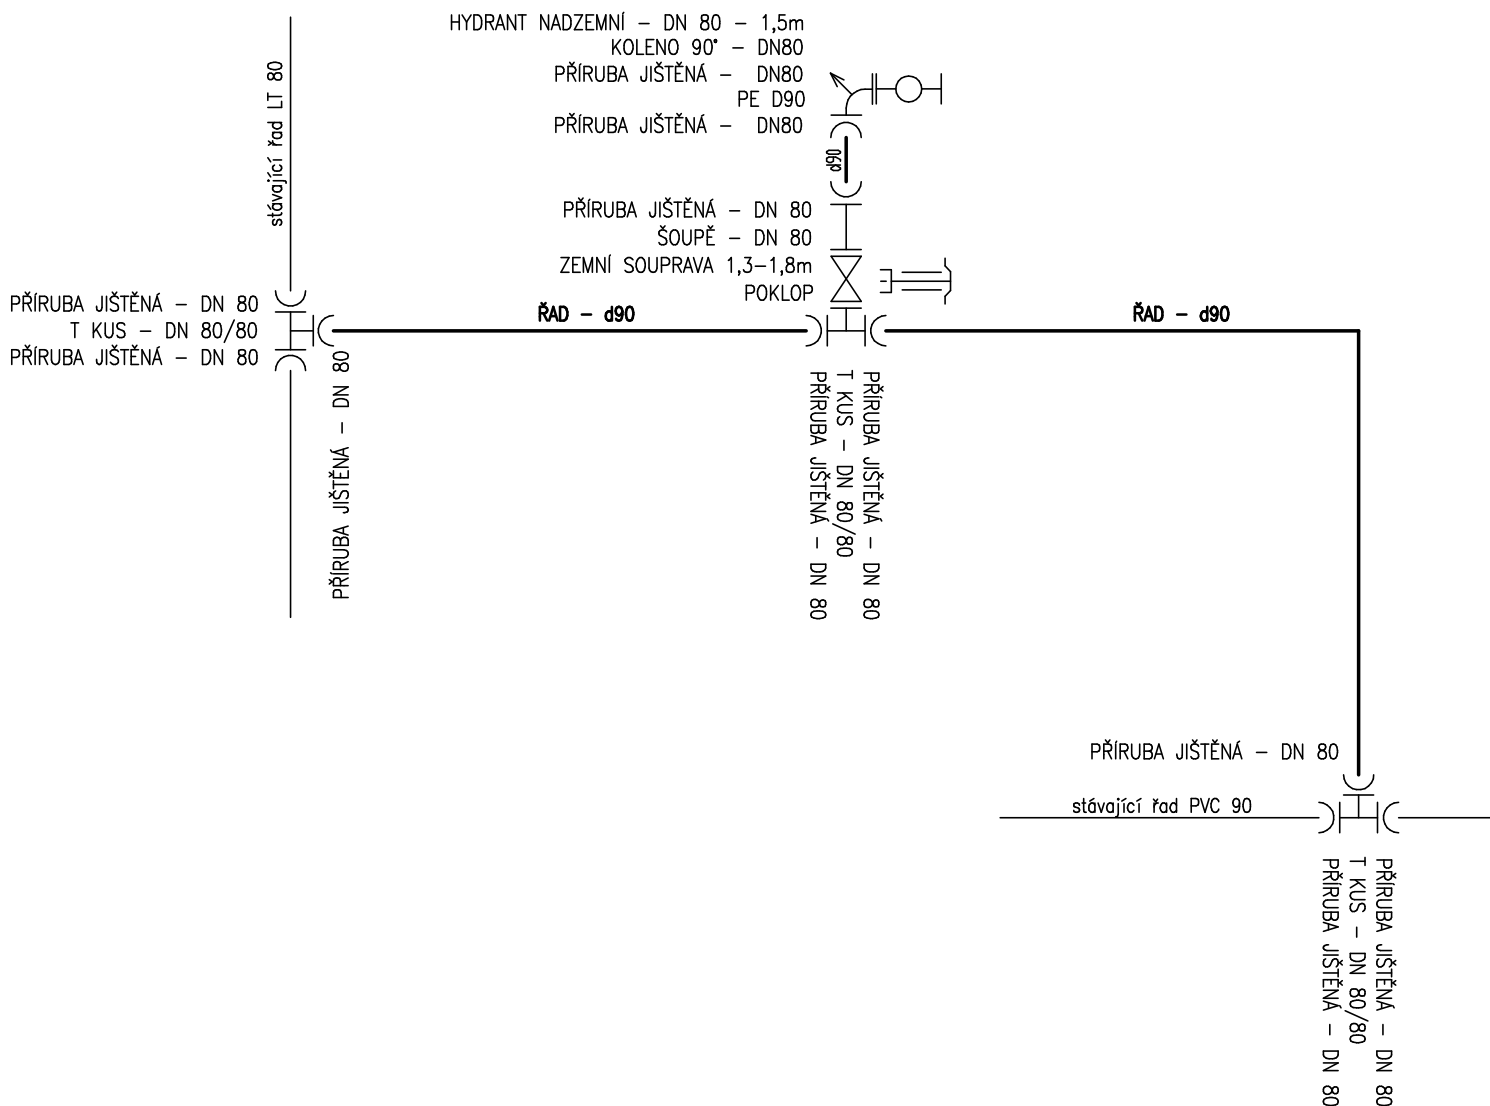 HYDRANT NADZEMNÍ - DN 80 - 1,5m
KOLENO 90° - DN80
PŘÍRUBA JIŠTĚNÁ - DN80
PE D90
PŘÍRUBA JIŠTĚNÁ - DN80
d90
stávající řad LT 80
PŘÍRUBA JIŠTĚNÁ - DN 80
ŠOUPĚ - DN 80
ZEMNÍ SOUPRAVA 1,3-1,8m
POKLOP
PŘÍRUBA JIŠTĚNÁ - DN 80
T KUS - DN 80/80
PŘÍRUBA JIŠTĚNÁ - DN 80
PŘÍRUBA JIŠTĚNÁ - DN 80
ŘAD - d90
ŘAD - d90
PŘÍRUBA JIŠTĚNÁ - DN 80
T KUS - DN 80/80
PŘÍRUBA JIŠTĚNÁ - DN 80
PŘÍRUBA JIŠTĚNÁ - DN 80
stávající řad PVC 90
PŘÍRUBA JIŠTĚNÁ - DN 80
T KUS - DN 80/80
PŘÍRUBA JIŠTĚNÁ - DN 80